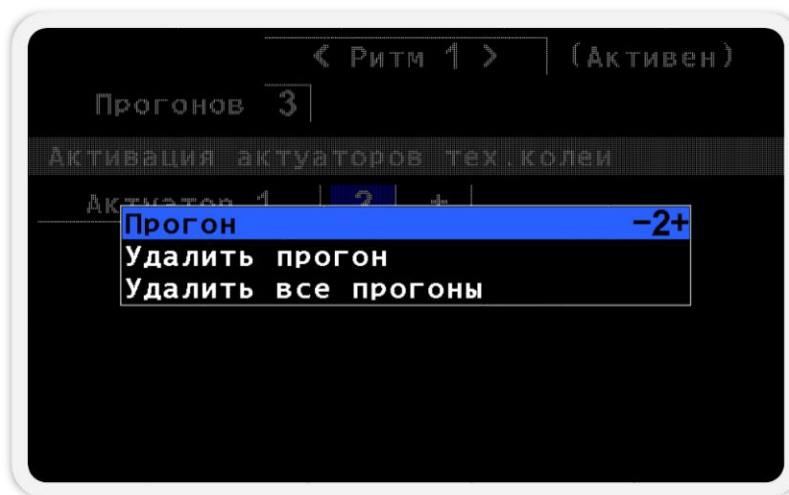 < Ритм 1 > (Активен)
Прогонов 3
Активация актуаторов тех.колеи
Актуатор 1 2 +
Прогон −2+
Удалить прогон
Удалить все прогоны